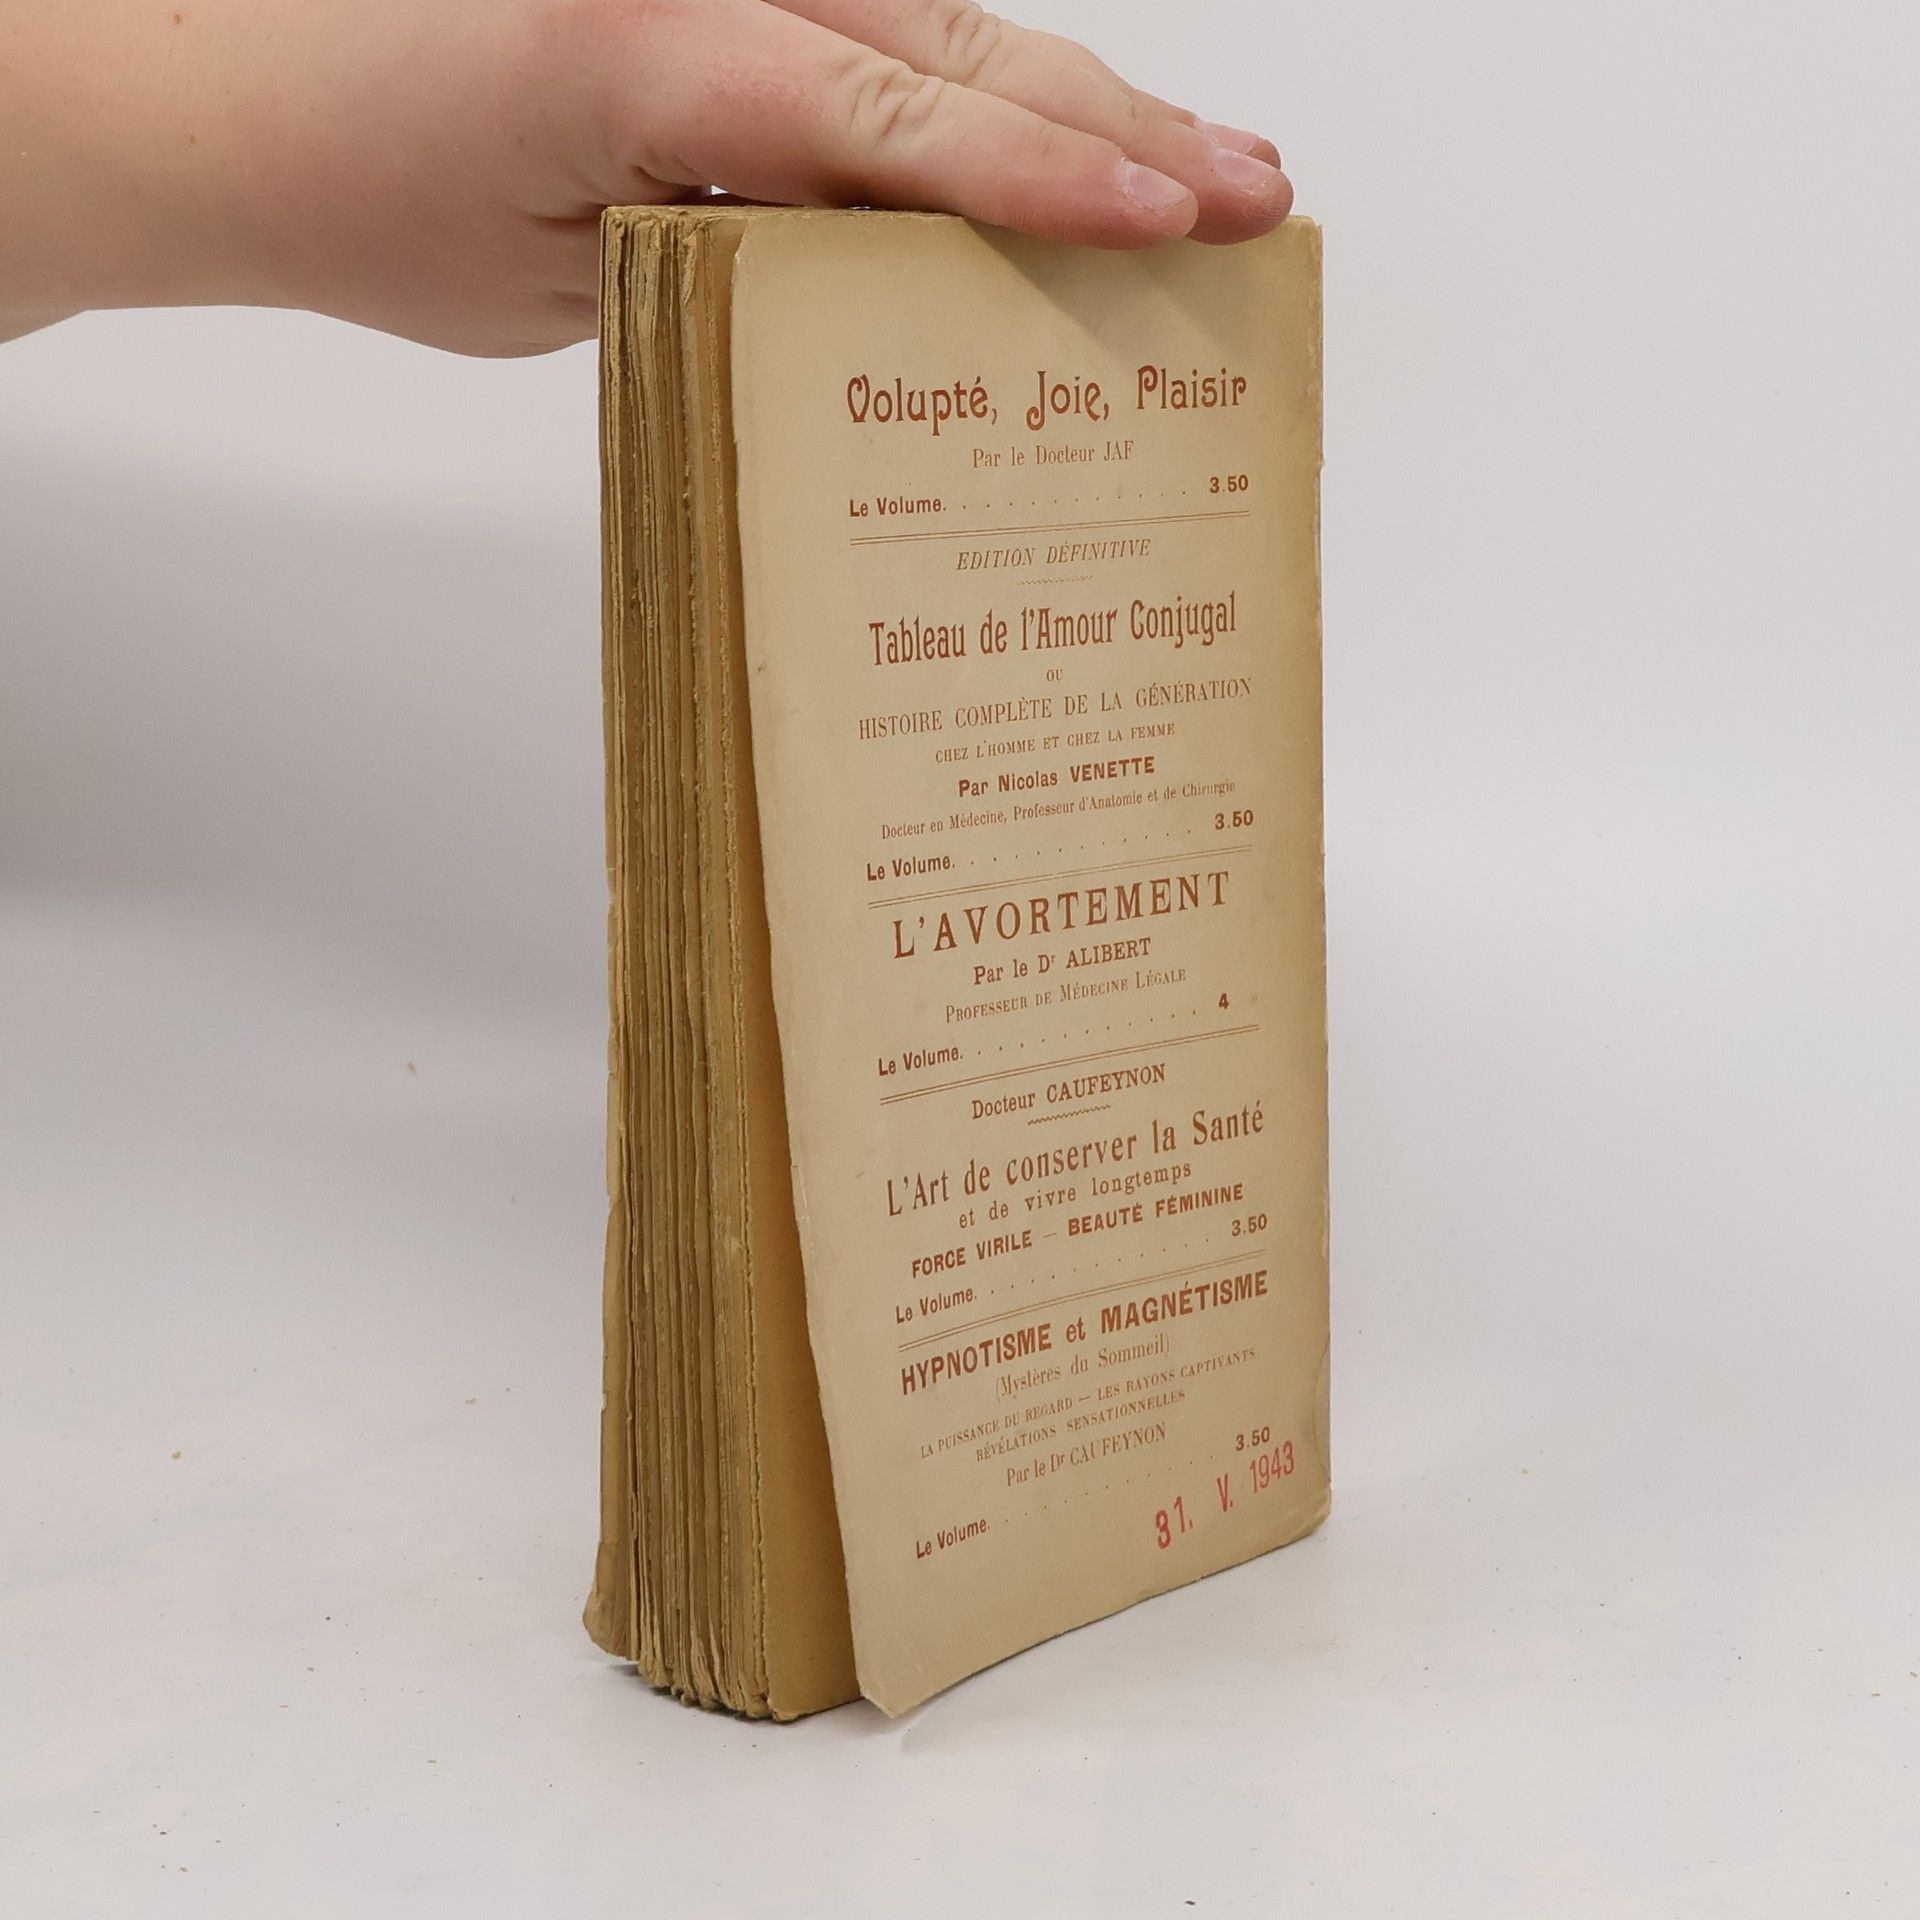 Volupté, Joie, Plaisir
Par le Docteur JAF
Le Volume. . . . . . . . . . . . 3.50
EDITION DÉFINITIVE
Tableau de l'Amour Conjugal
OU
HISTOIRE COMPLÈTE DE LA GÉNÉRATION
CHEZ L'HOMME ET CHEZ LA FEMME
Par Nicolas VENETTE
Docteur en Médecine, Professeur d'Anatomie et de Chirurgie
Le Volume. . . . . . . . . . . . 3.50
L'AVORTEMENT
Par le Dr ALIBERT
PROFESSEUR DE MÉDECINE LÉGALE
Le Volume. . . . . . . . . . . . 4 »
Docteur CAUFEYNON
L'Art de conserver la Santé
et de vivre longtemps
FORCE VIRILE — BEAUTÉ FÉMININE
Le Volume. . . . . . . . . . . . 3.50
HYPNOTISME et MAGNÉTISME
(Mystères du Sommeil)
LA PUISSANCE DU REGARD — LES RAYONS CAPTIVANTS
RÉVÉLATIONS SENSATIONNELLES
Par le Dr CAUFEYNON
Le Volume. . . . . . . . . . . . 3.50
31. V. 1943